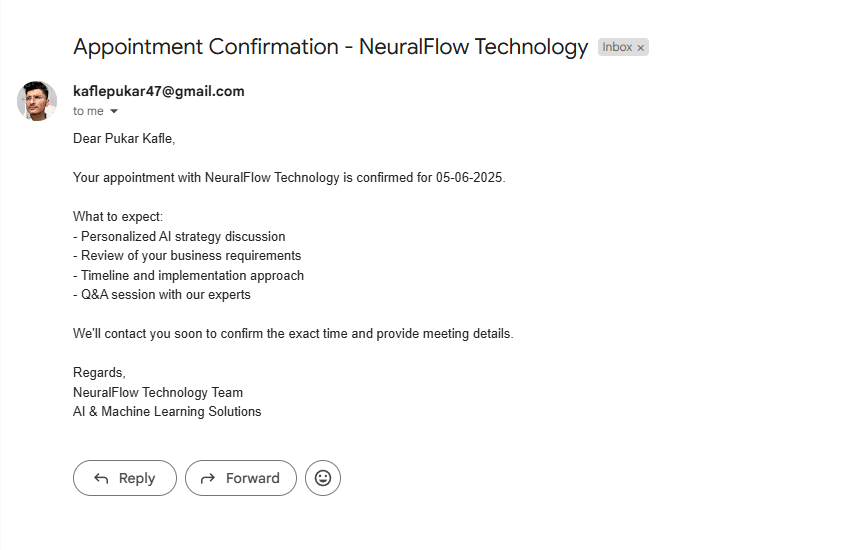 Appointment Confirmation - NeuralFlow Technology Inbox ×
kaflepukar47@gmail.com
to me
Dear Pukar Kafle,
Your appointment with NeuralFlow Technology is confirmed for 05-06-2025.
What to expect:
- Personalized AI strategy discussion
- Review of your business requirements
- Timeline and implementation approach
- Q&A session with our experts
We'll contact you soon to confirm the exact time and provide meeting details.
Regards,
NeuralFlow Technology Team
AI & Machine Learning Solutions
Reply Forward